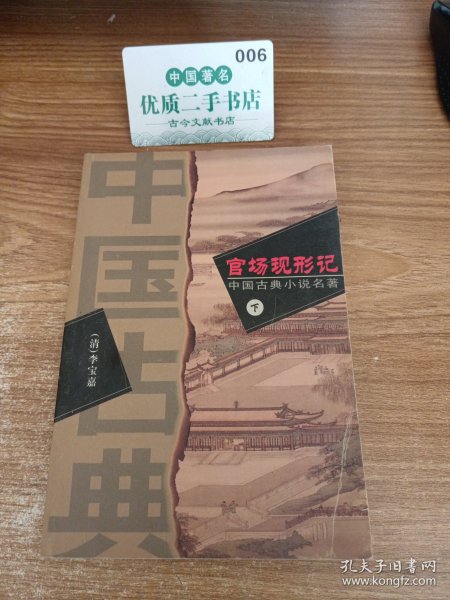 006
中国著名
优质二手书店
古今文献书店
中国古典
官场现形记
中国古典小说名著
下
(清)李宝嘉
孔夫子旧书网
www.kongfz.com